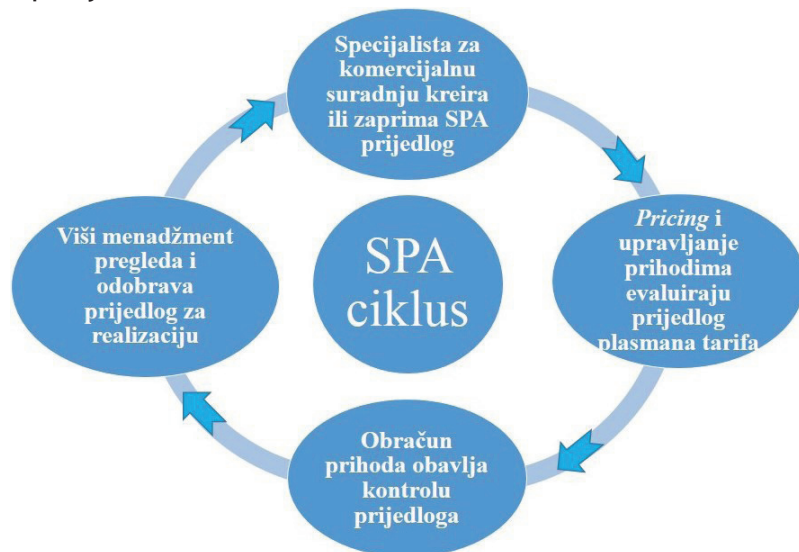 Specijalista za
komercijalnu
suradnju kreira
ili zaprima SPA
prijedlog
Pricing i
upravljanje
prihodima
evaluiraju
prijedlog
plasmana tarifa
Obračun
prihoda obavlja
kontrolu
prijedloga
Viši menadžment
pregleda i
odobrava
prijedlog za
realizaciju
SPA
ciklus